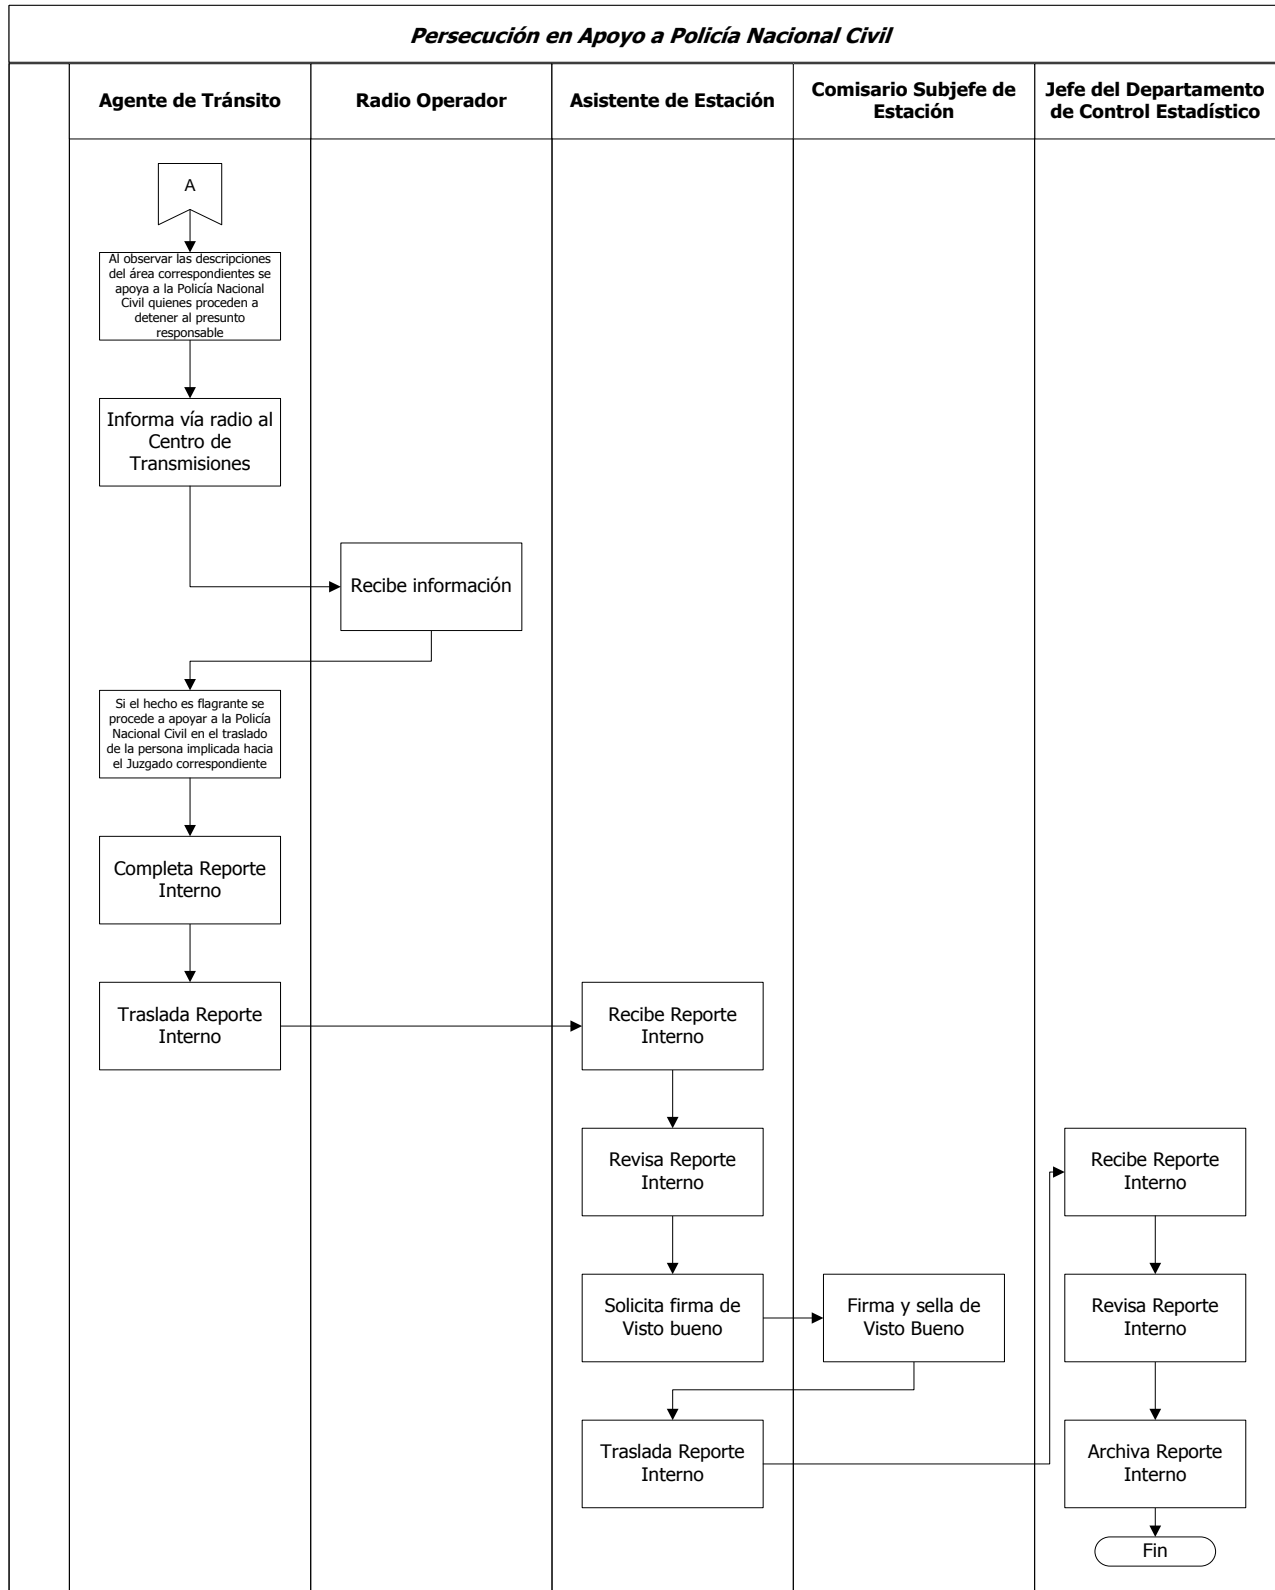 Persecución en Apoyo a Policía Nacional Civil
Agente de Tránsito
Radio Operador
Asistente de Estación
Comisario Subjefe de
Estación
Jefe del Departamento
de Control Estadístico
A
Al observar las descripciones
del área correspondientes se
apoya a la Policía Nacional
Civil quienes proceden a
detener al presunto
responsable
Informa vía radio al
Centro de
Transmisiones
Recibe información
Si el hecho es flagrante se
procede a apoyar a la Policía
Nacional Civil en el traslado
de la persona implicada hacia
el Juzgado correspondiente
Completa Reporte
Interno
Traslada Reporte
Interno
Recibe Reporte
Interno
Revisa Reporte
Interno
Solicita firma de
Visto bueno
Firma y sella de
Visto Bueno
Traslada Reporte
Interno
Recibe Reporte
Interno
Revisa Reporte
Interno
Archiva Reporte
Interno
Fin